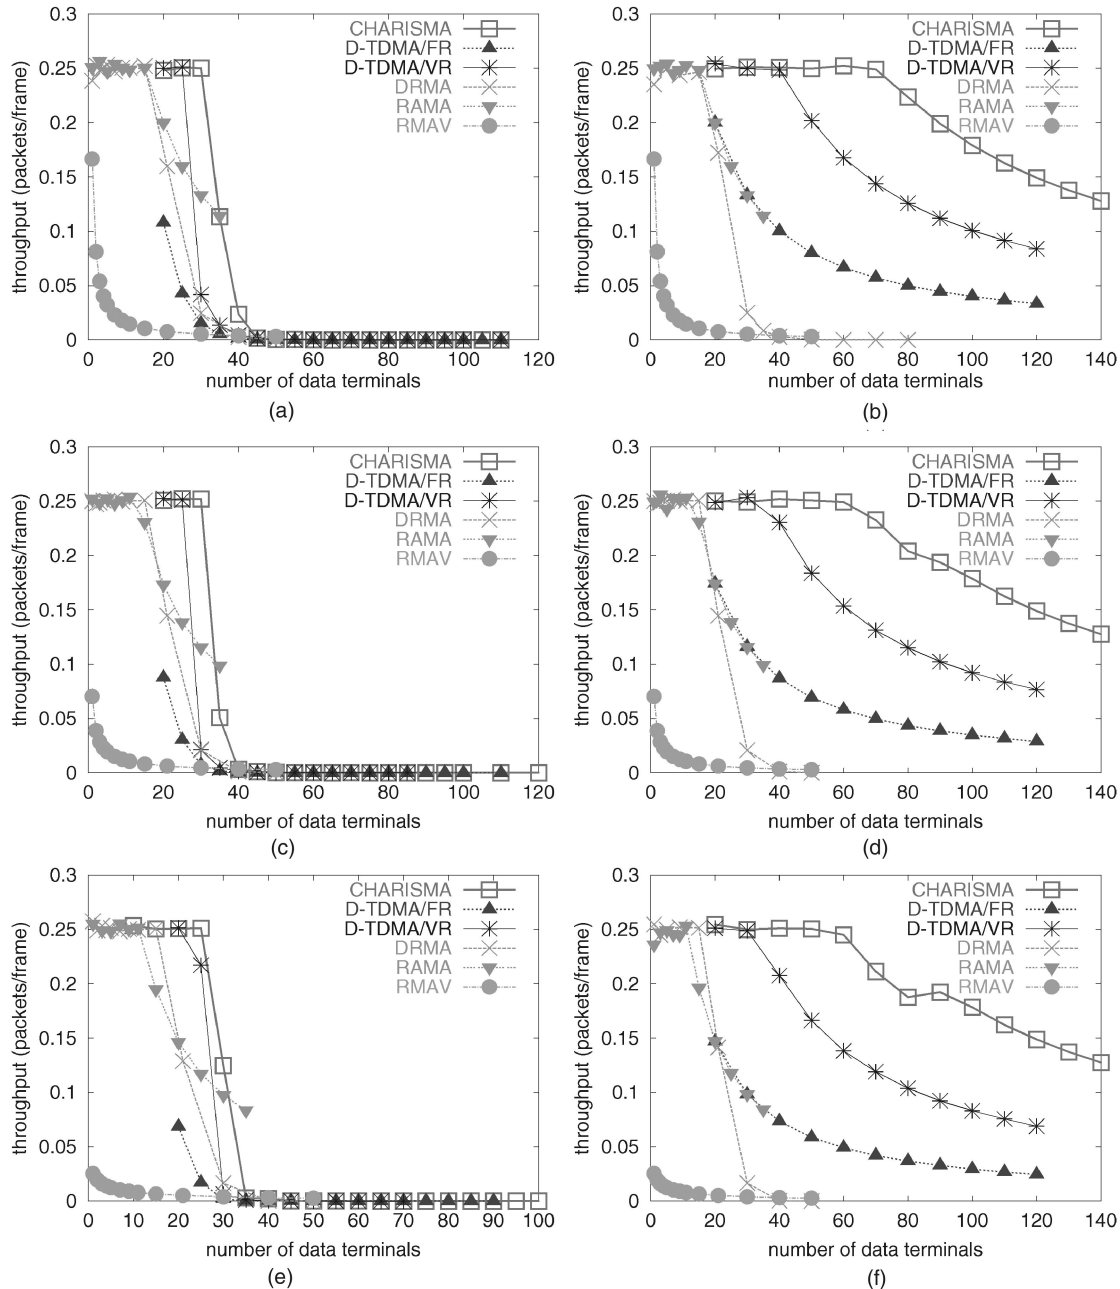 0.3
0.25
0.2
0.15
0.1
0.05
0
throughput (packets/frame)
CHARISMA
D-TDMA/FR
D-TDMA/VR
DRMA
RAMA
RMAV
0 20 40 60 80 100 120
number of data terminals
(a)
0.3
0.25
0.2
0.15
0.1
0.05
0
throughput (packets/frame)
CHARISMA
D-TDMA/FR
D-TDMA/VR
DRMA
RAMA
RMAV
0 20 40 60 80 100 120 140
number of data terminals
(b)
0.3
0.25
0.2
0.15
0.1
0.05
0
throughput (packets/frame)
CHARISMA
D-TDMA/FR
D-TDMA/VR
DRMA
RAMA
RMAV
0 20 40 60 80 100 120
number of data terminals
(c)
0.3
0.25
0.2
0.15
0.1
0.05
0
throughput (packets/frame)
CHARISMA
D-TDMA/FR
D-TDMA/VR
DRMA
RAMA
RMAV
0 20 40 60 80 100 120 140
number of data terminals
(d)
0.3
0.25
0.2
0.15
0.1
0.05
0
throughput (packets/frame)
CHARISMA
D-TDMA/FR
D-TDMA/VR
DRMA
RAMA
RMAV
0 10 20 30 40 50 60 70 80 90 100
number of data terminals
(e)
0.3
0.25
0.2
0.15
0.1
0.05
0
throughput (packets/frame)
CHARISMA
D-TDMA/FR
D-TDMA/VR
DRMA
RAMA
RMAV
0 20 40 60 80 100 120 140
number of data terminals
(f)